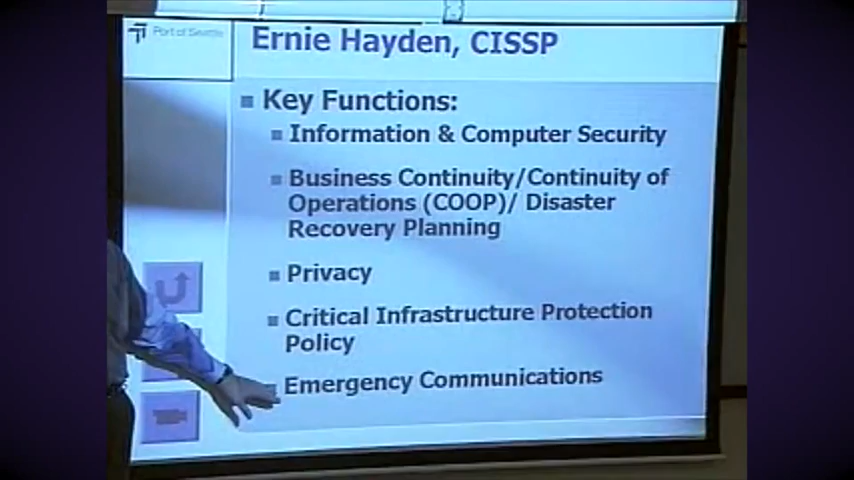 Port of Seattle
Ernie Hayden, CISSP
Key Functions:
Information & Computer Security
Business Continuity/Continuity of
Operations (COOP)/ Disaster
Recovery Planning
Privacy
Critical Infrastructure Protection
Policy
Emergency Communications